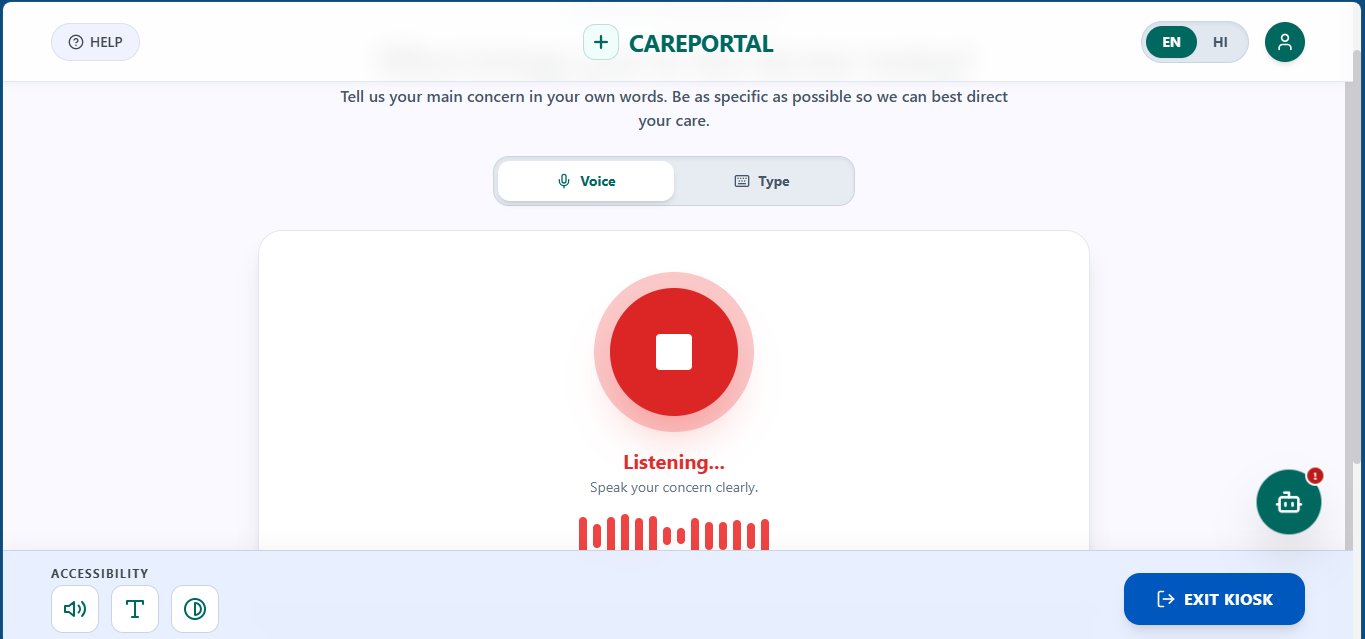 HELP
CAREPORTAL
EN
HI
Tell us your main concern in your own words. Be as specific as possible so we can best direct
your care.
Voice
Type
Listening...
Speak your concern clearly.
!
ACCESSIBILITY
EXIT KIOSK